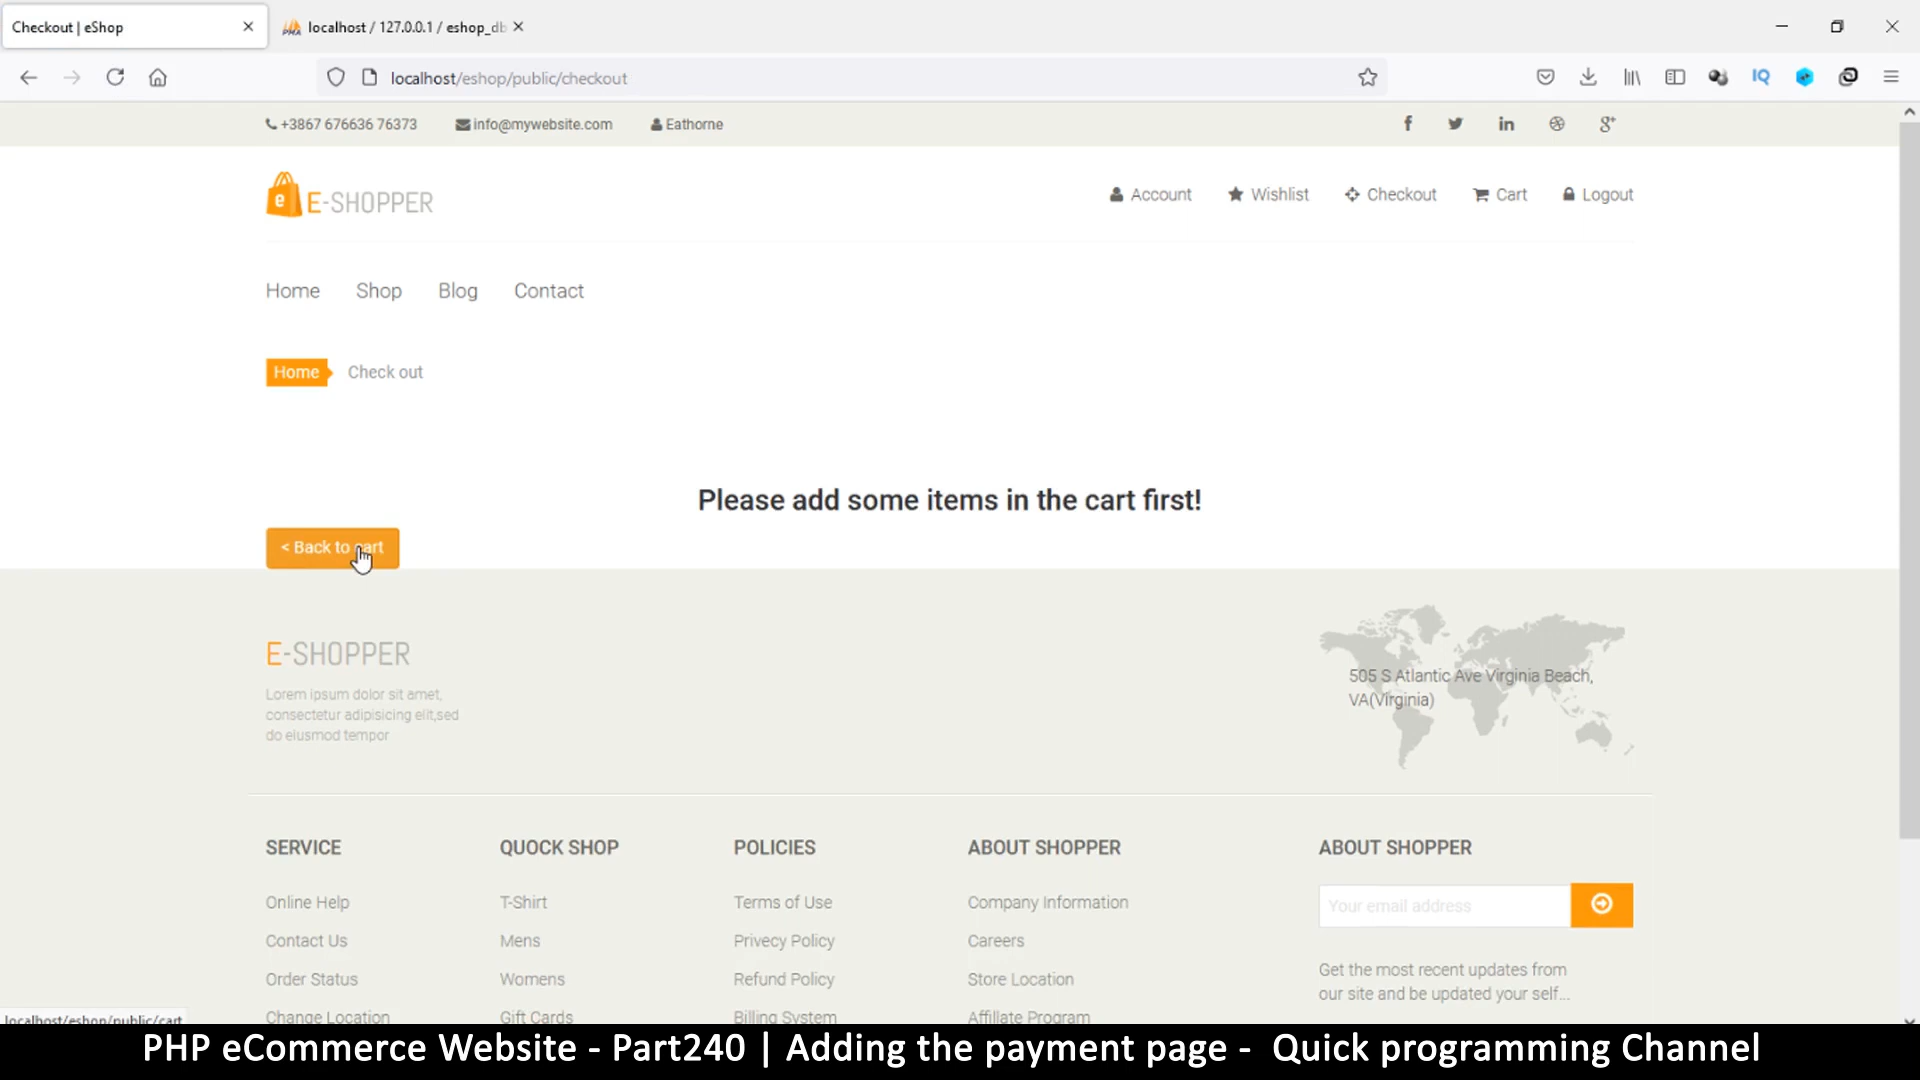 Checkout | eShop
localhost / 127.0.0.1 / eshop_db
localhost/eshop/public/checkout
IQ
+3867 676636 76373 info@mywebsite.com Eathorne
E-SHOPPER
Account Wishlist Checkout Cart Logout
Home Shop Blog Contact
Home Check out
Please add some items in the cart first!
< Back to cart
E-SHOPPER
Lorem ipsum dolor sit amet,
consectetur adipisicing elit,sed
do eiusmod tempor
505 S Atlantic Ave Virginia Beach,
VA(Virginia)
SERVICE QUOCK SHOP POLICIES ABOUT SHOPPER ABOUT SHOPPER
Online Help T-Shirt Terms of Use Company Information Your email address
Contact Us Mens Privecy Policy Careers
Order Status Womens Refund Policy Store Location
Get the most recent updates from
our site and be updated your self...
Change Location Gift Cards Billing System Affillate Program
localhost/eshop/public/cart
PHP eCommerce Website - Part240 | Adding the payment page - Quick programming Channel